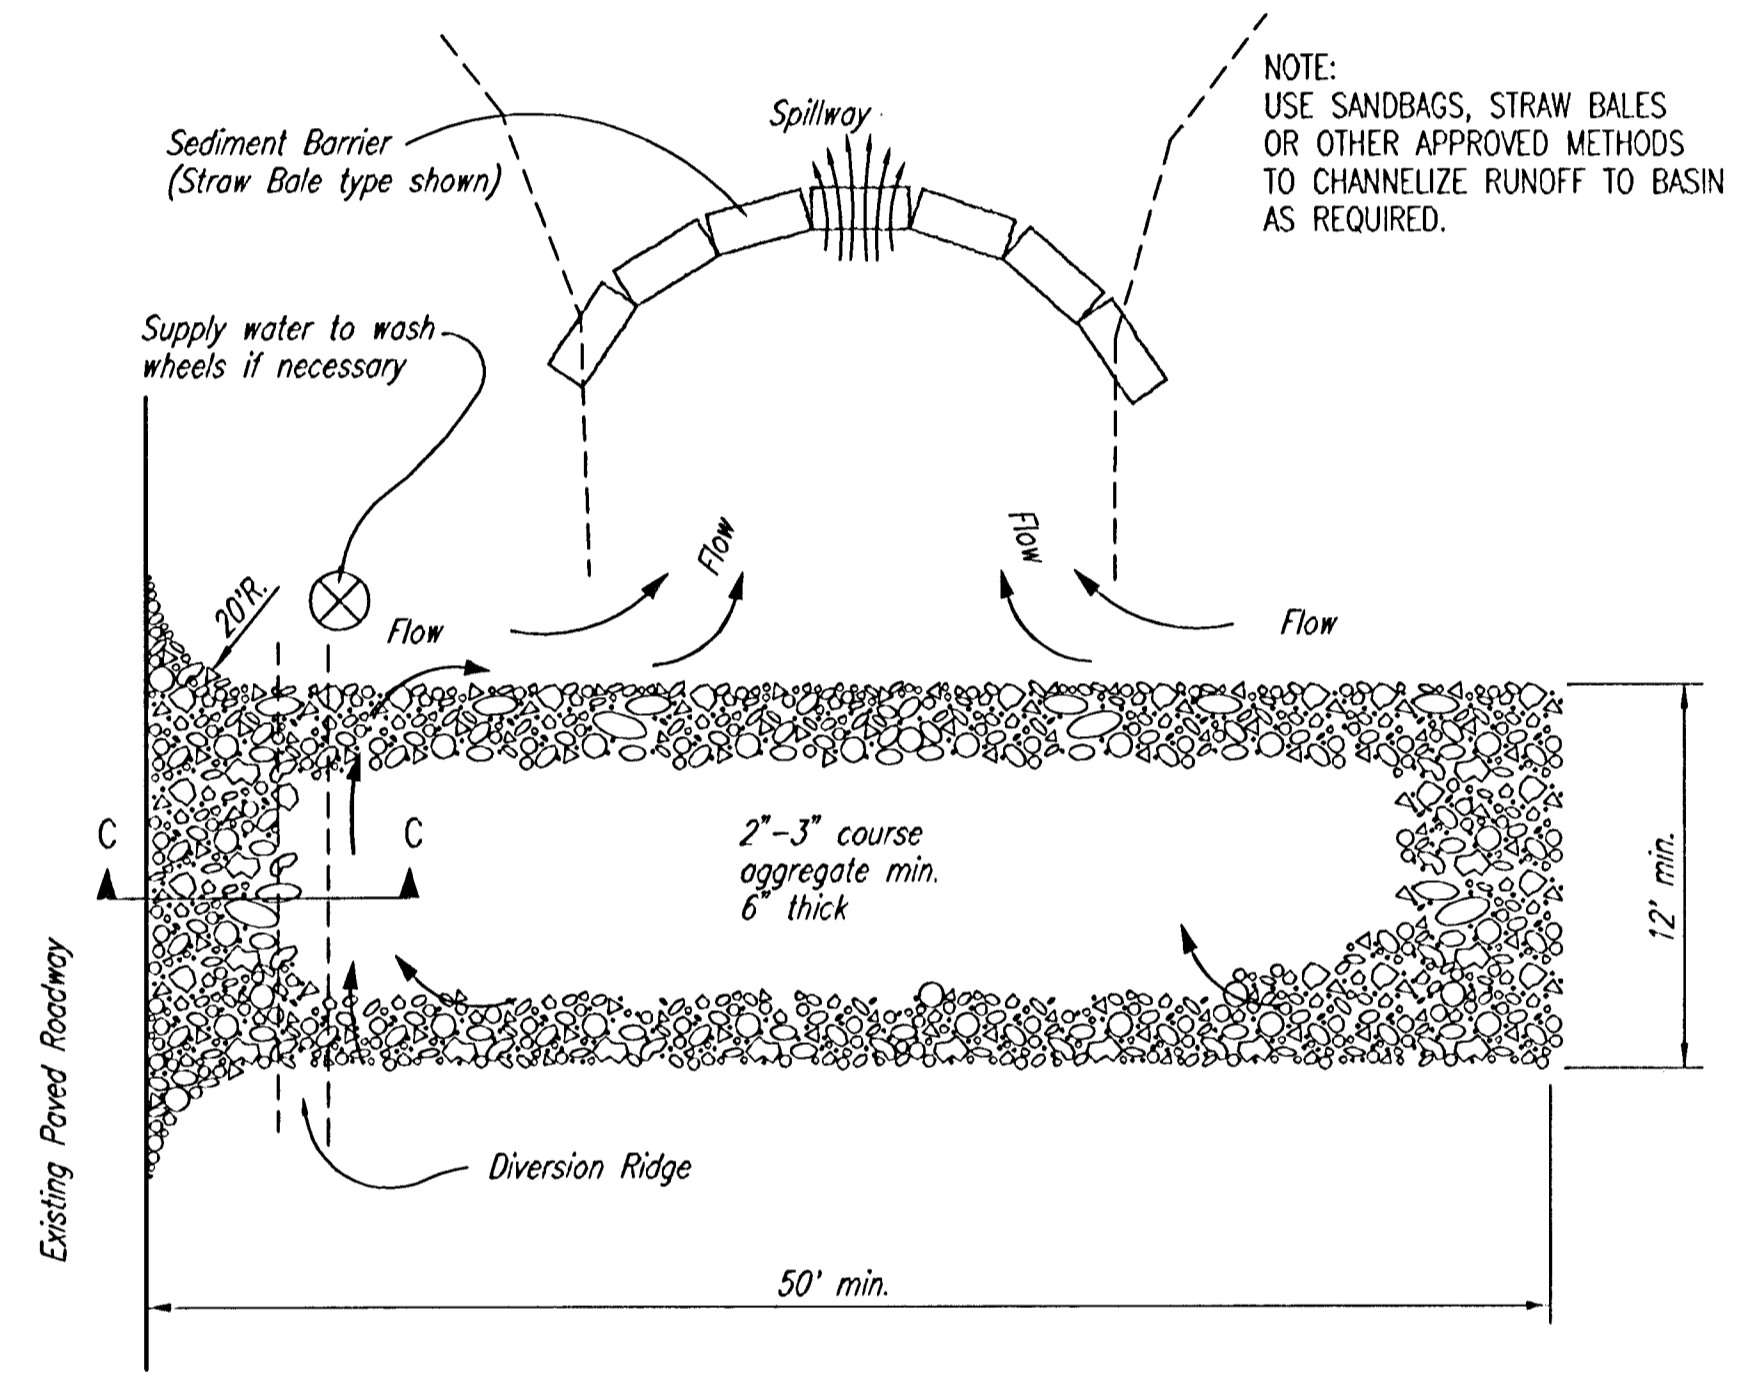 NOTE:
USE SANDBAGS, STRAW BALES
OR OTHER APPROVED METHODS
TO CHANNELIZE RUNOFF TO BASIN
AS REQUIRED.
Spillway
Sediment Barrier
(Straw Bale type shown)
Supply water to wash
wheels if necessary
Flow
Flow
20'R.
Flow
Flow
C
C
2"-3" course
aggregate min.
6" thick
12' min.
Existing Paved Roadway
Diversion Ridge
50' min.